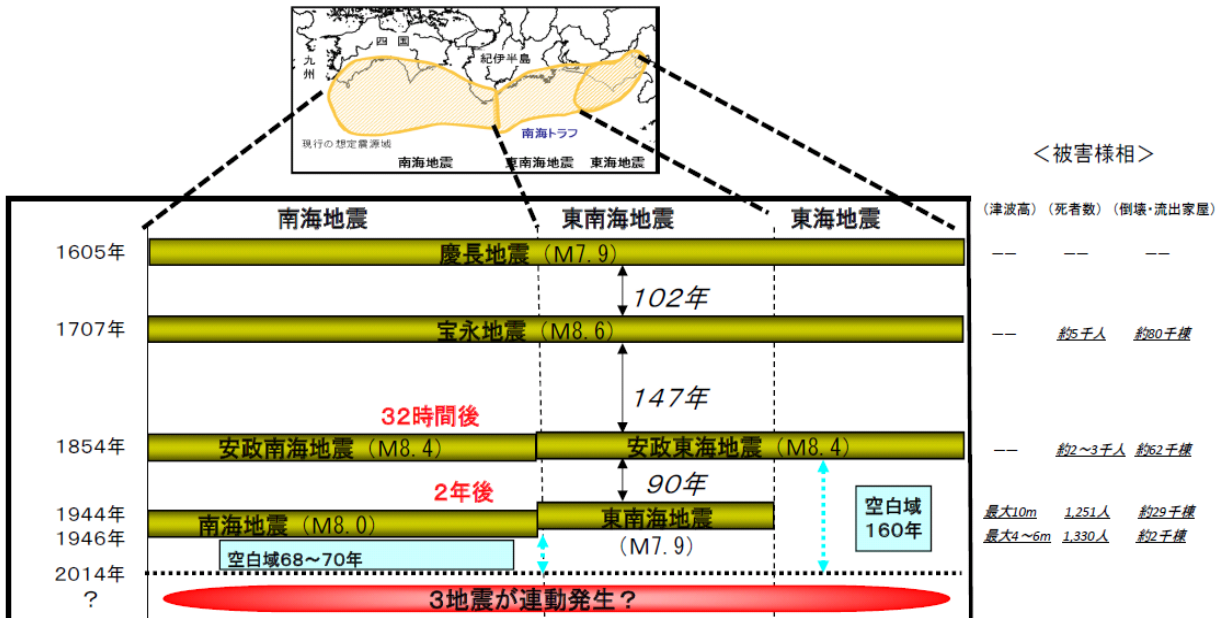 四 国
九
州
紀伊半島
南海トラフ
現行の想定震源域
南海地震
東南海地震
東海地震
＜被害様相＞
（津波高）（死者数）（倒壊・流出家屋）
南海地震
東南海地震
東海地震
1605年
慶長地震（M7.9）
—— —— ——
102年
1707年
宝永地震（M8.6）
—— 約5千人 約80千棟
147年
32時間後
1854年
安政南海地震（M8.4）
安政東海地震（M8.4）
—— 約2～3千人 約62千棟
90年
2年後
1944年
東南海地震
（M7.9）
空白域
160年
最大10m 1,251人 約29千棟
南海地震（M8.0）
1946年
最大4～6m 1,330人 約2千棟
空白域68～70年
2014年
？
3地震が連動発生？